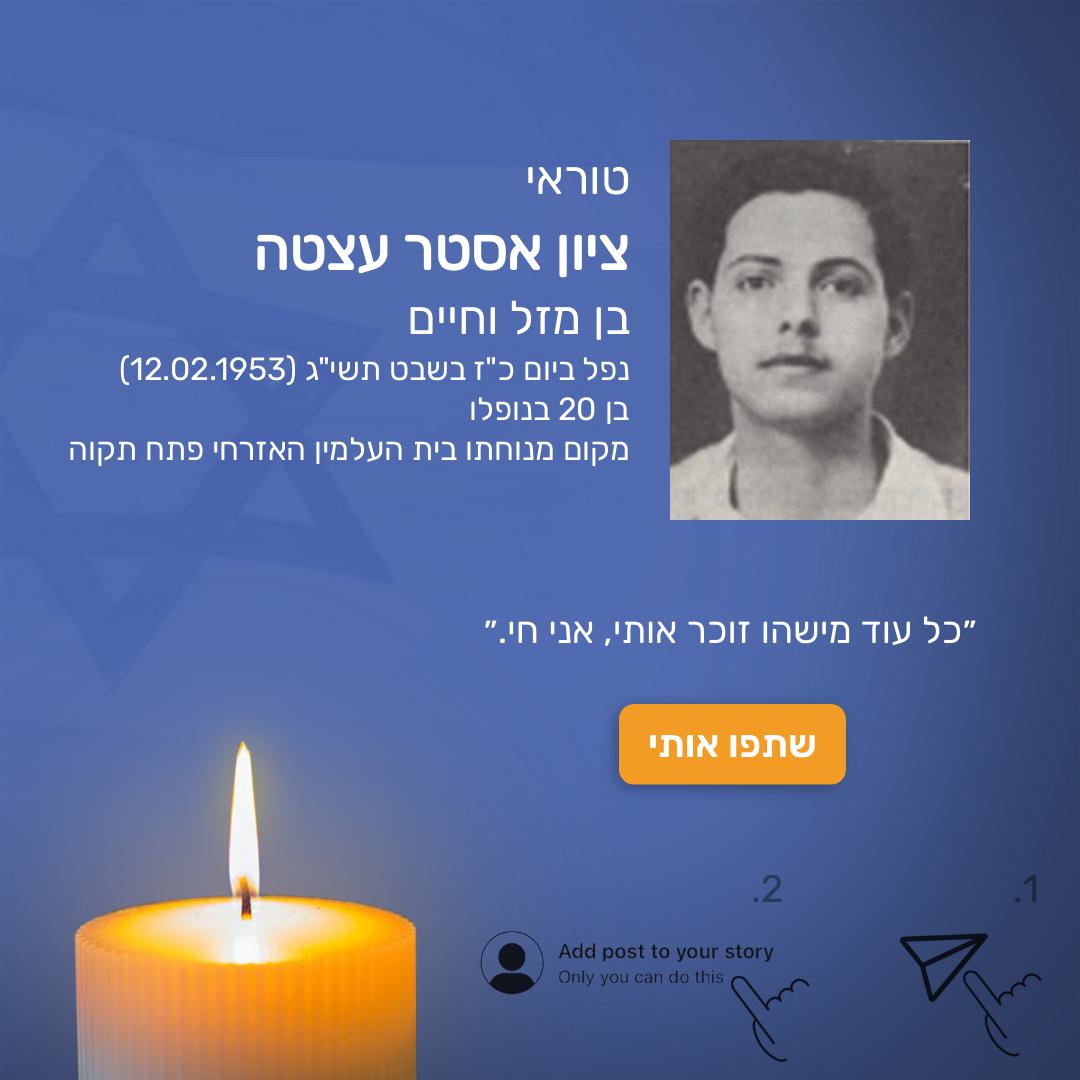 טוראי
ציון אסטר עצטה
בן מזל וחיים
נפל ביום כ"ז בשבט תשי"ג (12.02.1953)
בן 20 בנופלו
מקום מנוחתו בית העלמין האזרחי פתח תקוה
״כל עוד מישהו זוכר אותי, אני חי.״
שתפו אותי
.1
.2
Add post to your story
Only you can do this